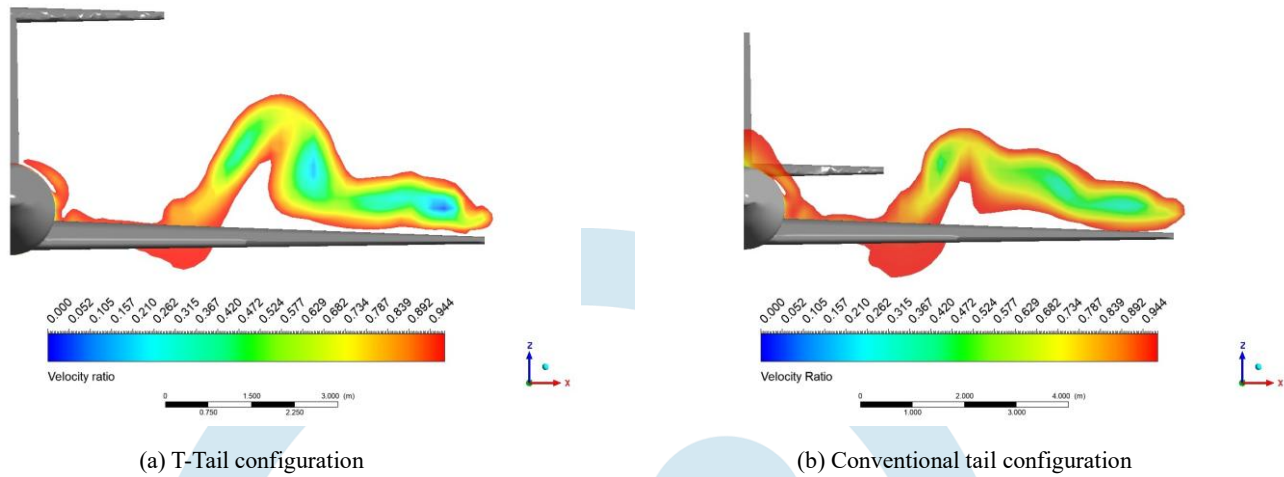 0.000 0.052 0.105 0.157 0.210 0.262 0.315 0.367 0.420 0.472 0.524 0.577 0.629 0.682 0.734 0.787 0.839 0.892 0.944
Velocity ratio
0 1.500 3.000 (m)
0.750 2.250
Z
X
(a) T-Tail configuration
0.000 0.052 0.105 0.157 0.210 0.262 0.315 0.367 0.420 0.472 0.524 0.577 0.629 0.682 0.734 0.787 0.839 0.892 0.944
Velocity Ratio
0 2.000 4.000 (m)
1.000 3.000
Z
X
(b) Conventional tail configuration